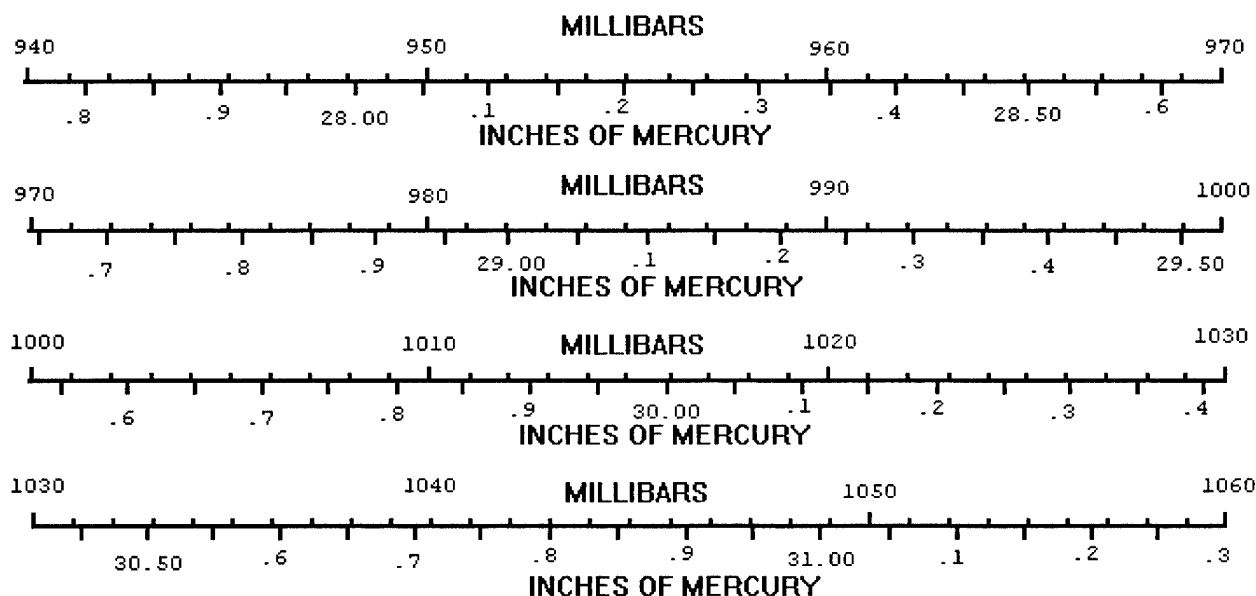 MILLIBARS
940 950 960 970
.8 .9 28.00 .1 .2 .3 .4 28.50 .6
INCHES OF MERCURY
MILLIBARS
970 980 990 1000
.7 .8 .9 29.00 .1 .2 .3 .4 29.50
INCHES OF MERCURY
1000 1010 MILLIBARS 1020 1030
.6 .7 .8 .9 30.00 .1 .2 .3 .4
INCHES OF MERCURY
1030 1040 MILLIBARS 1050 1060
30.50 .6 .7 .8 .9 31.00 .1 .2 .3
INCHES OF MERCURY